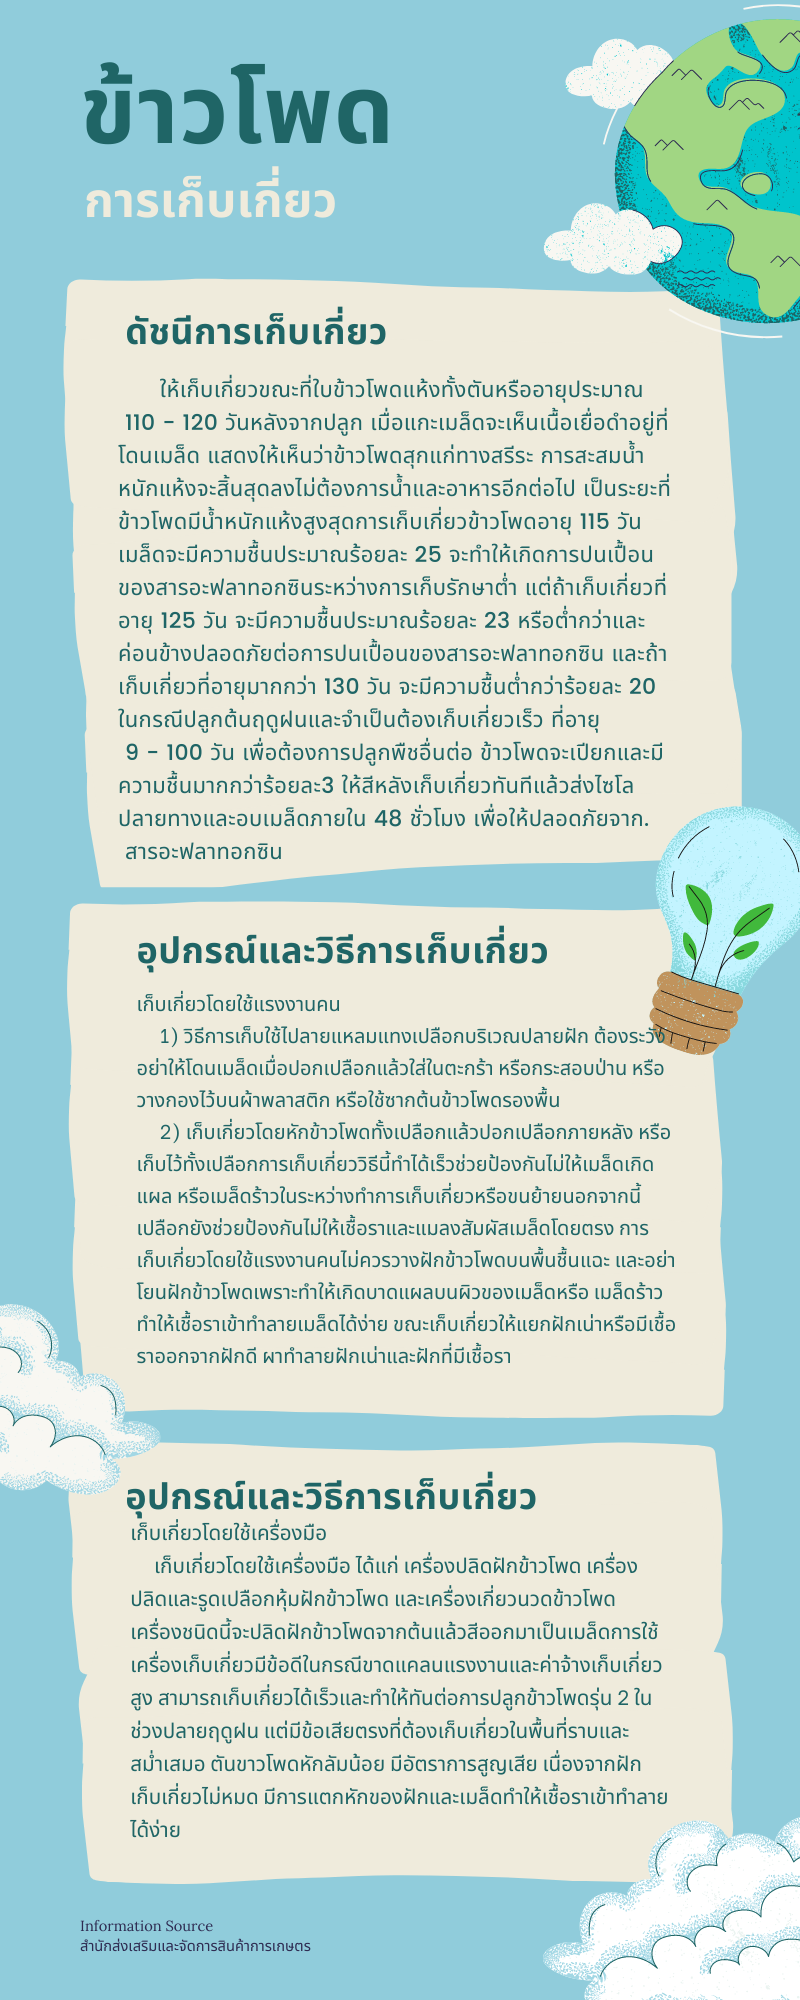 ข้าวโพด
การเก็บเกี่ยว
ดัชนีการเก็บเกี่ยว
ให้เก็บเกี่ยวขณะที่ใบข้าวโพดแห้งทั้งต้นหรืออายุประมาณ
110 - 120 วันหลังจากปลูก เมื่อแกะเมล็ดจะเห็นเนื้อเยื่อดำอยู่ที่
โดนเมล็ด แสดงให้เห็นว่าข้าวโพดสุกแก่ทางสรีระ การสะสมน้ำ
หนักแห้งจะสิ้นสุดลงไม่ต้องการน้ำและอาหารอีกต่อไป เป็นระยะที่
ข้าวโพดมีน้ำหนักแห้งสูงสุดการเก็บเกี่ยวข้าวโพดอายุ 115 วัน
เมล็ดจะมีความชื้นประมาณร้อยละ 25 จะทำให้เกิดการปนเปื้อน
ของสารอะฟลาทอกซินระหว่างการเก็บรักษาต่ำ แต่ถ้าเก็บเกี่ยวที่
อายุ 125 วัน จะมีความชื้นประมาณร้อยละ 23 หรือต่ำกว่าและ
ค่อนข้างปลอดภัยต่อการปนเปื้อนของสารอะฟลาทอกซิน และถ้า
เก็บเกี่ยวที่อายุมากกว่า 130 วัน จะมีความชื้นต่ำกว่าร้อยละ 20
ในกรณีปลูกต้นฤดูฝนและจำเป็นต้องเก็บเกี่ยวเร็ว ที่อายุ
9 - 100 วัน เพื่อต้องการปลูกพืชอื่นต่อ ข้าวโพดจะเปียกและมี
ความชื้นมากกว่าร้อยละ3 ให้สีหลังเก็บเกี่ยวทันทีแล้วส่งไซโล
ปลายทางและอบเมล็ดภายใน 48 ชั่วโมง เพื่อให้ปลอดภัยจาก.
สารอะฟลาทอกซิน
อุปกรณ์และวิธีการเก็บเกี่ยว
เก็บเกี่ยวโดยใช้แรงงานคน
1) วิธีการเก็บใช้ไปลายแหลมแทงเปลือกบริเวณปลายฝัก ต้องระวัง
อย่าให้โดนเมล็ดเมื่อปอกเปลือกแล้วใส่ในตะกร้า หรือกระสอบป่าน หรือ
วางกองไว้บนผ้าพลาสติก หรือใช้ซากต้นข้าวโพดรองพื้น
2) เก็บเกี่ยวโดยหักข้าวโพดทั้งเปลือกแล้วปอกเปลือกภายหลัง หรือ
เก็บไว้ทั้งเปลือกการเก็บเกี่ยววิธีนี้ทำได้เร็วช่วยป้องกันไม่ให้เมล็ดเกิด
แผล หรือเมล็ดร้าวในระหว่างทำการเก็บเกี่ยวหรือขนย้ายนอกจากนี้
เปลือกยังช่วยป้องกันไม่ให้เชื้อราและแมลงสัมผัสเมล็ดโดยตรง การ
เก็บเกี่ยวโดยใช้แรงงานคนไม่ควรวางฝักข้าวโพดบนพื้นชื้นแฉะ และอย่า
โยนฝักข้าวโพดเพราะทำให้เกิดบาดแผลบนผิวของเมล็ดหรือ เมล็ดร้าว
ทำให้เชื้อราเข้าทำลายเมล็ดได้ง่าย ขณะเก็บเกี่ยวให้แยกฝักเน่าหรือมีเชื้อ
ราออกจากฝักดี ผาทำลายฝักเน่าและฝักที่มีเชื้อรา
อุปกรณ์และวิธีการเก็บเกี่ยว
เก็บเกี่ยวโดยใช้เครื่องมือ
เก็บเกี่ยวโดยใช้เครื่องมือ ได้แก่ เครื่องปลิดฝักข้าวโพด เครื่อง
ปลิดและรูดเปลือกหุ้มฝักข้าวโพด และเครื่องเกี่ยวนวดข้าวโพด
เครื่องชนิดนี้จะปลิดฝักข้าวโพดจากต้นแล้วสีออกมาเป็นเมล็ดการใช้
เครื่องเก็บเกี่ยวมีข้อดีในกรณีขาดแคลนแรงงานและค่าจ้างเก็บเกี่ยว
สูง สามารถเก็บเกี่ยวได้เร็วและทำให้ทันต่อการปลูกข้าวโพดรุ่น 2 ใน
ช่วงปลายฤดูฝน แต่มีข้อเสียตรงที่ต้องเก็บเกี่ยวในพื้นที่ราบและ
สม่ำเสมอ ตันขาวโพดหักลัมน้อย มีอัตราการสูญเสีย เนื่องจากฝัก
เก็บเกี่ยวไม่หมด มีการแตกหักของฝักและเมล็ดทำให้เชื้อราเข้าทำลาย
ได้ง่าย
Information Source
สำนักส่งเสริมและจัดการสินค้าการเกษตร